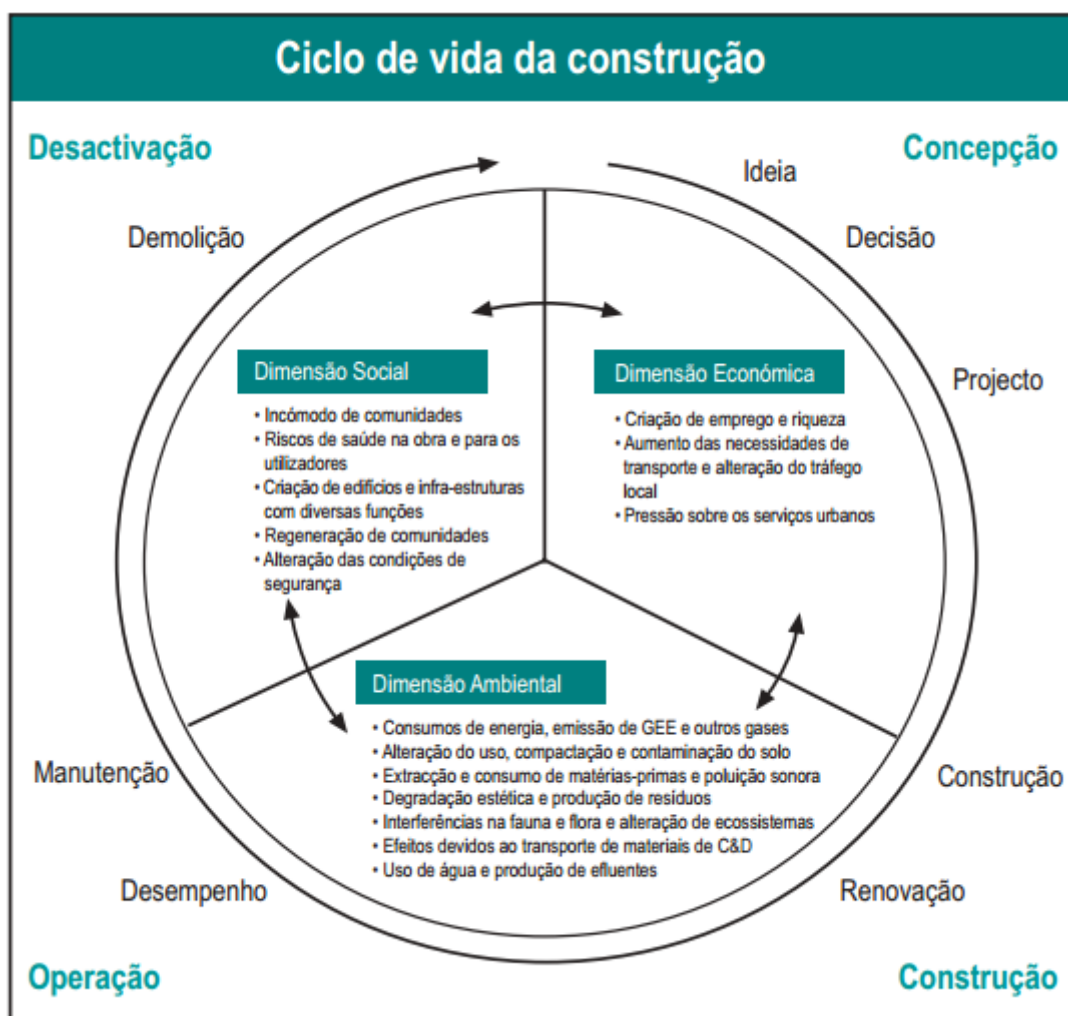 Ciclo de vida da construção
Desactivação
Concepção
Ideia
Demolição
Decisão
Projecto
Dimensão Social
• Incómodo de comunidades
• Riscos de saúde na obra e para os
utilizadores
• Criação de edifícios e infra-estruturas
com diversas funções
• Regeneração de comunidades
• Alteração das condições de
segurança
Dimensão Económica
• Criação de emprego e riqueza
• Aumento das necessidades de
transporte e alteração do tráfego
local
• Pressão sobre os serviços urbanos
Dimensão Ambiental
• Consumos de energia, emissão de GEE e outros gases
• Alteração do uso, compactação e contaminação do solo
• Extracção e consumo de matérias-primas e poluição sonora
• Degradação estética e produção de resíduos
• Interferências na fauna e flora e alteração de ecossistemas
• Efeitos devidos ao transporte de materiais de C&D
• Uso de água e produção de efluentes
Manutenção
Construção
Desempenho
Renovação
Operação
Construção